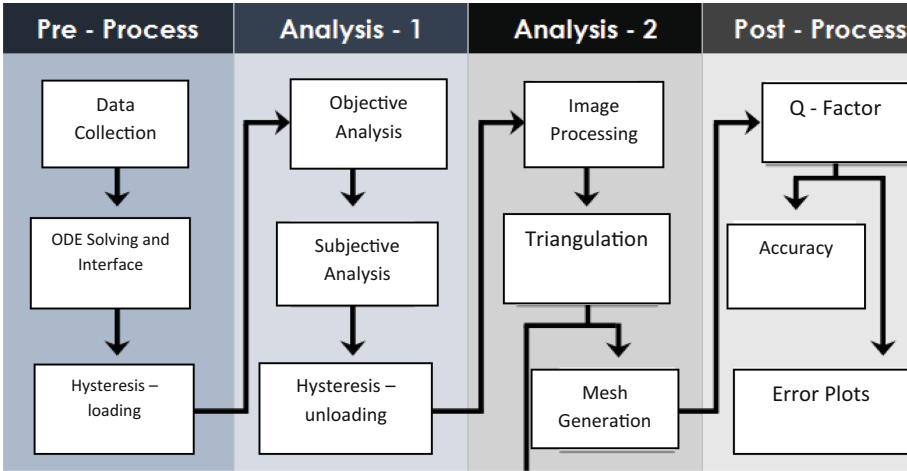 Pre - Process
Analysis - 1
Analysis - 2
Post - Process
Data
Collection
ODE Solving and
Interface
Hysteresis –
loading
Objective
Analysis
Subjective
Analysis
Hysteresis –
unloading
Image
Processing
Triangulation
Mesh
Generation
Q - Factor
Accuracy
Error Plots